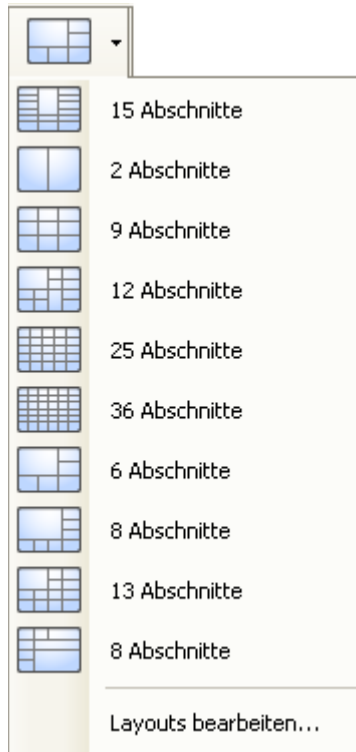 15 Abschnitte
2 Abschnitte
9 Abschnitte
12 Abschnitte
25 Abschnitte
36 Abschnitte
6 Abschnitte
8 Abschnitte
13 Abschnitte
8 Abschnitte
Layouts bearbeiten...